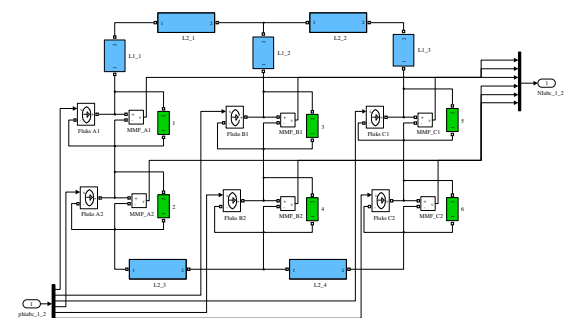 L2_1
L2_2
L1_1
L1_2
L1_3
1
Nfabc_1_2
Fluks A1
MMF_A1
1
Fluks B1
MMF_B1
3
Fluks C1
MMF_C1
5
Fluks A2
MMF_A2
2
Fluks B2
MMF_B2
4
Fluks C2
MMF_C2
6
L2_3
L2_4
1
phiabc_1_2